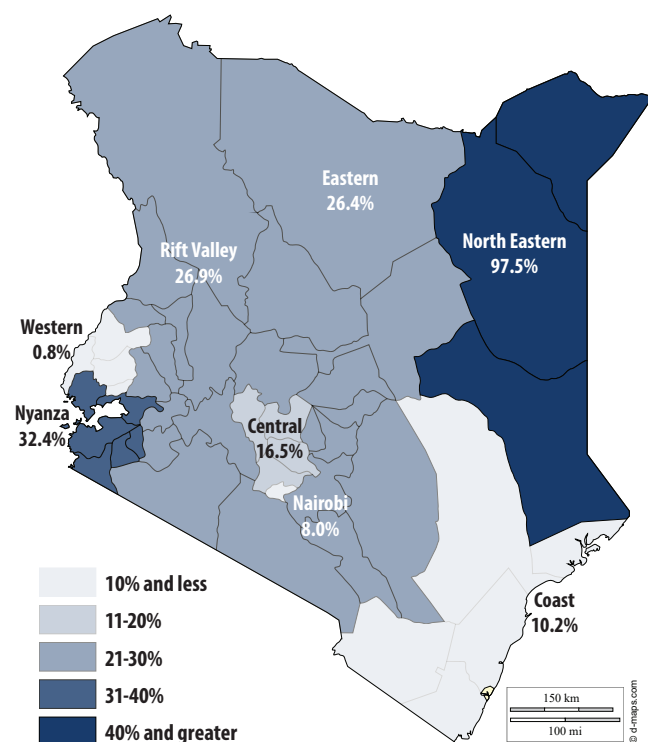 Eastern
26.4%
North Eastern
97.5%
Rift Valley
26.9%
Western
0.8%
Nyanza
32.4%
Central
16.5%
Nairobi
8.0%
Coast
10.2%
10% and less
11-20%
21-30%
31-40%
40% and greater
150 km
100 mi
© d-maps.com